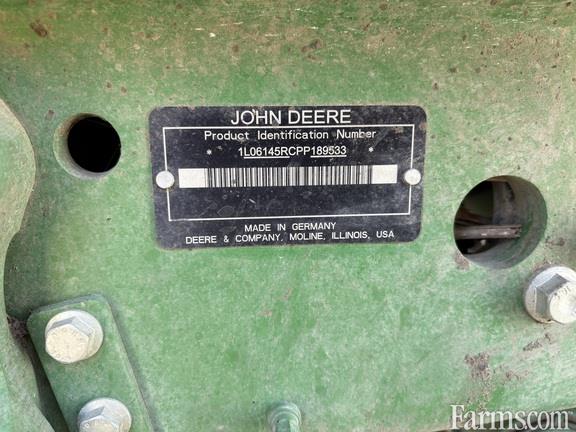 JOHN DEERE
Product Identification Number
* 1L06145RCPP189533 *
MADE IN GERMANY
DEERE & COMPANY, MOLINE, ILLINOIS, USA
Farms.com